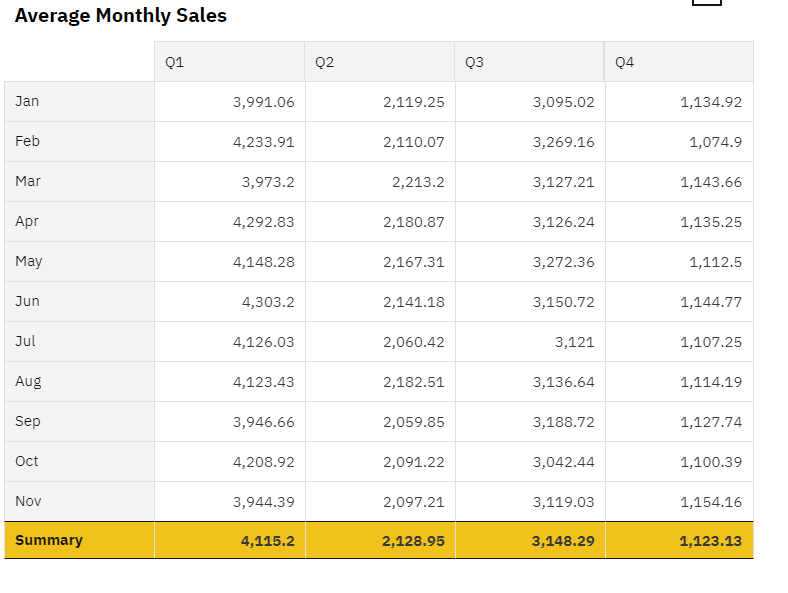 Average Monthly Sales
Q1 Q2 Q3 Q4
Jan 3,991.06 2,119.25 3,095.02 1,134.92
Feb 4,233.91 2,110.07 3,269.16 1,074.9
Mar 3,973.2 2,213.2 3,127.21 1,143.66
Apr 4,292.83 2,180.87 3,126.24 1,135.25
May 4,148.28 2,167.31 3,272.36 1,112.5
Jun 4,303.2 2,141.18 3,150.72 1,144.77
Jul 4,126.03 2,060.42 3,121 1,107.25
Aug 4,123.43 2,182.51 3,136.64 1,114.19
Sep 3,946.66 2,059.85 3,188.72 1,127.74
Oct 4,208.92 2,091.22 3,042.44 1,100.39
Nov 3,944.39 2,097.21 3,119.03 1,154.16
Summary 4,115.2 2,128.95 3,148.29 1,123.13